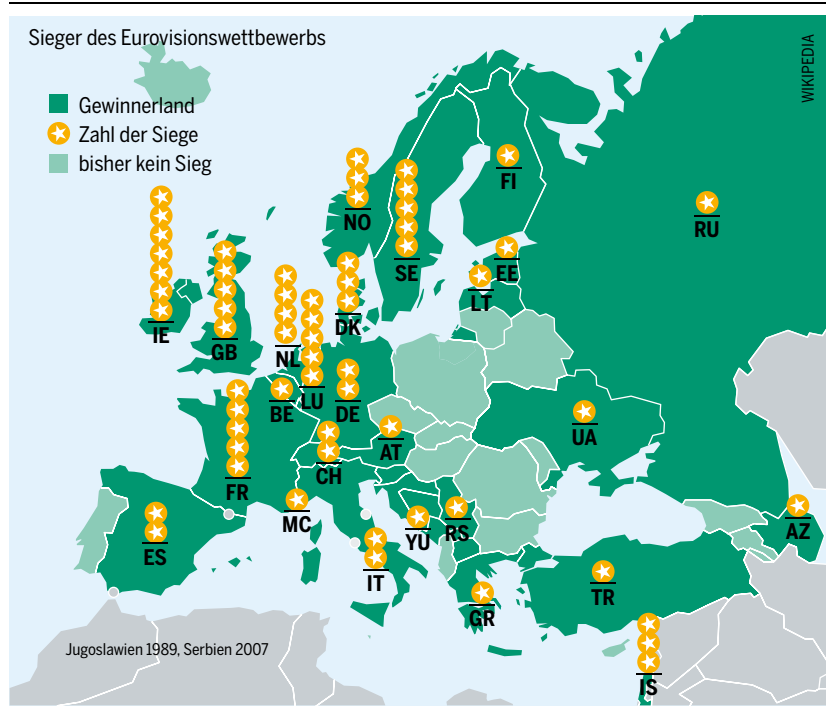 Sieger des Eurovisionswettbewerbs
WIKIPEDIA
Gewinnerland
Zahl der Siege
bisher kein Sieg
FI
NO
RU
SE
EE
LT
IE
DK
GB
NL
LU
BE
DE
UA
AT
CH
FR
MC
YU
RS
AZ
ES
IT
TR
GR
Jugoslawien 1989, Serbien 2007
IS